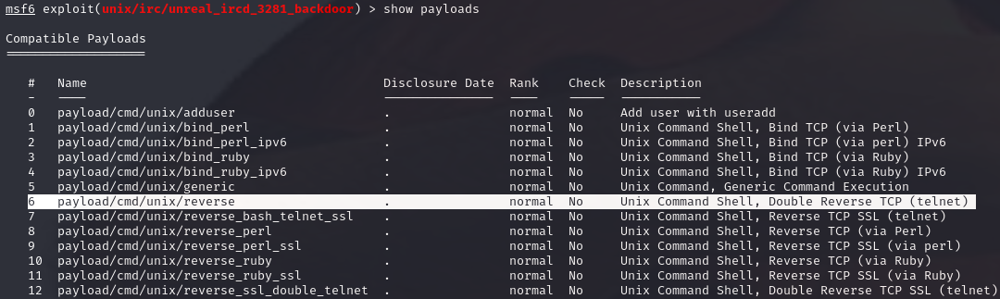 msf6 exploit(unix/irc/unreal_ircd_3281_backdoor) > show payloads
Compatible Payloads
===================
#   Name                                        Disclosure Date  Rank    Check  Description
-   ----                                        ---------------  ----    -----  -----------
0   payload/cmd/unix/adduser                    .                normal  No     Add user with useradd
1   payload/cmd/unix/bind_perl                  .                normal  No     Unix Command Shell, Bind TCP (via Perl)
2   payload/cmd/unix/bind_perl_ipv6             .                normal  No     Unix Command Shell, Bind TCP (via perl) IPv6
3   payload/cmd/unix/bind_ruby                  .                normal  No     Unix Command Shell, Bind TCP (via Ruby)
4   payload/cmd/unix/bind_ruby_ipv6             .                normal  No     Unix Command Shell, Bind TCP (via Ruby) IPv6
5   payload/cmd/unix/generic                    .                normal  No     Unix Command, Generic Command Execution
6   payload/cmd/unix/reverse                    .                normal  No     Unix Command Shell, Double Reverse TCP (telnet)
7   payload/cmd/unix/reverse_bash_telnet_ssl    .                normal  No     Unix Command Shell, Reverse TCP SSL (telnet)
8   payload/cmd/unix/reverse_perl               .                normal  No     Unix Command Shell, Reverse TCP (via Perl)
9   payload/cmd/unix/reverse_perl_ssl           .                normal  No     Unix Command Shell, Reverse TCP SSL (via perl)
10  payload/cmd/unix/reverse_ruby               .                normal  No     Unix Command Shell, Reverse TCP (via Ruby)
11  payload/cmd/unix/reverse_ruby_ssl           .                normal  No     Unix Command Shell, Reverse TCP SSL (via Ruby)
12  payload/cmd/unix/reverse_ssl_double_telnet  .                normal  No     Unix Command Shell, Double Reverse TCP SSL (telnet)